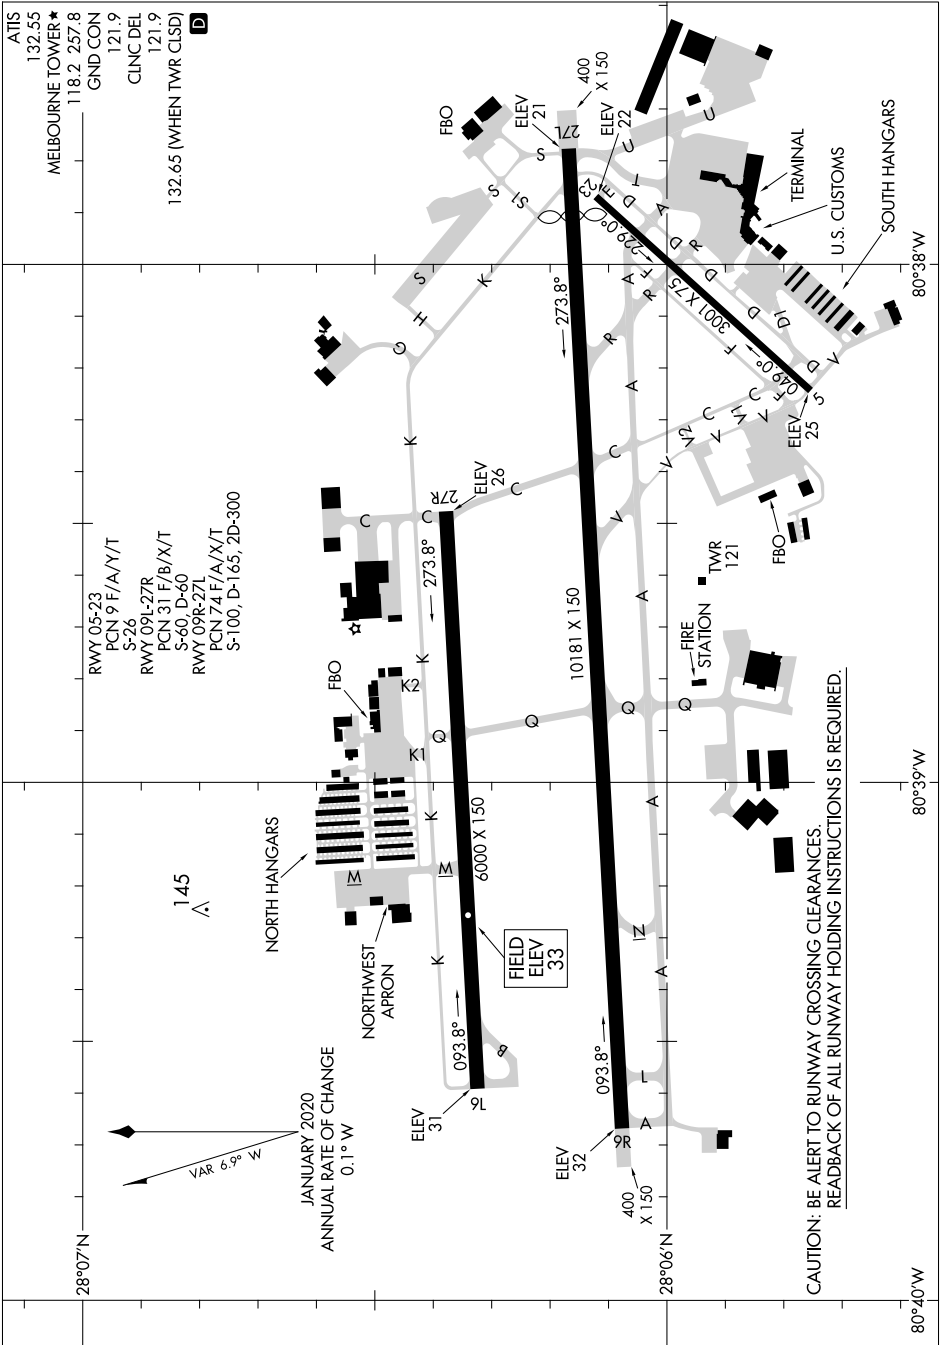 ATIS
132.55
MELBOURNE TOWER★
118.2 257.8
GND CON
121.9
CLNC DEL
121.9
132.65 (WHEN TWR CLSD)
D
RWY 05-23
PCN 9 F/A/Y/T
S-26
RWY 09L-27R
PCN 31 F/B/X/T
S-60, D-60
RWY 09R-27L
PCN 74 F/A/X/T
S-100, D-165, 2D-300
JANUARY 2020
ANNUAL RATE OF CHANGE
0.1° W
VAR 6.9° W
145
NORTH HANGARS
NORTHWEST
APRON
FBO
FBO
FBO
FIELD
ELEV
33
ELEV
31
9L
093.8°
6000 X 150
273.8°
27R
ELEV
26
ELEV
32
9R
093.8°
10181 X 150
273.8°
27L
ELEV
21
400
X 150
400
X 150
ELEV
22
23
229.0°
3001 X 75
049.0°
5
ELEV
25
TWR
121
FIRE
STATION
TERMINAL
U.S. CUSTOMS
SOUTH HANGARS
K
K
K
K
K
K
K1
K2
M
M
B
Q
Q
Q
Q
C
C
C
C
C
C
G
H
S
S
S
S1
A
A
A
A
A
A
A
A
L
N
V
V
V
V
V
V1
V2
R
R
R
F
F
F
D
D
D
D
D
D1
E
T
U
U
28°07'N
28°06'N
80°38'W
80°39'W
80°40'W
CAUTION: BE ALERT TO RUNWAY CROSSING CLEARANCES.
READBACK OF ALL RUNWAY HOLDING INSTRUCTIONS IS REQUIRED.